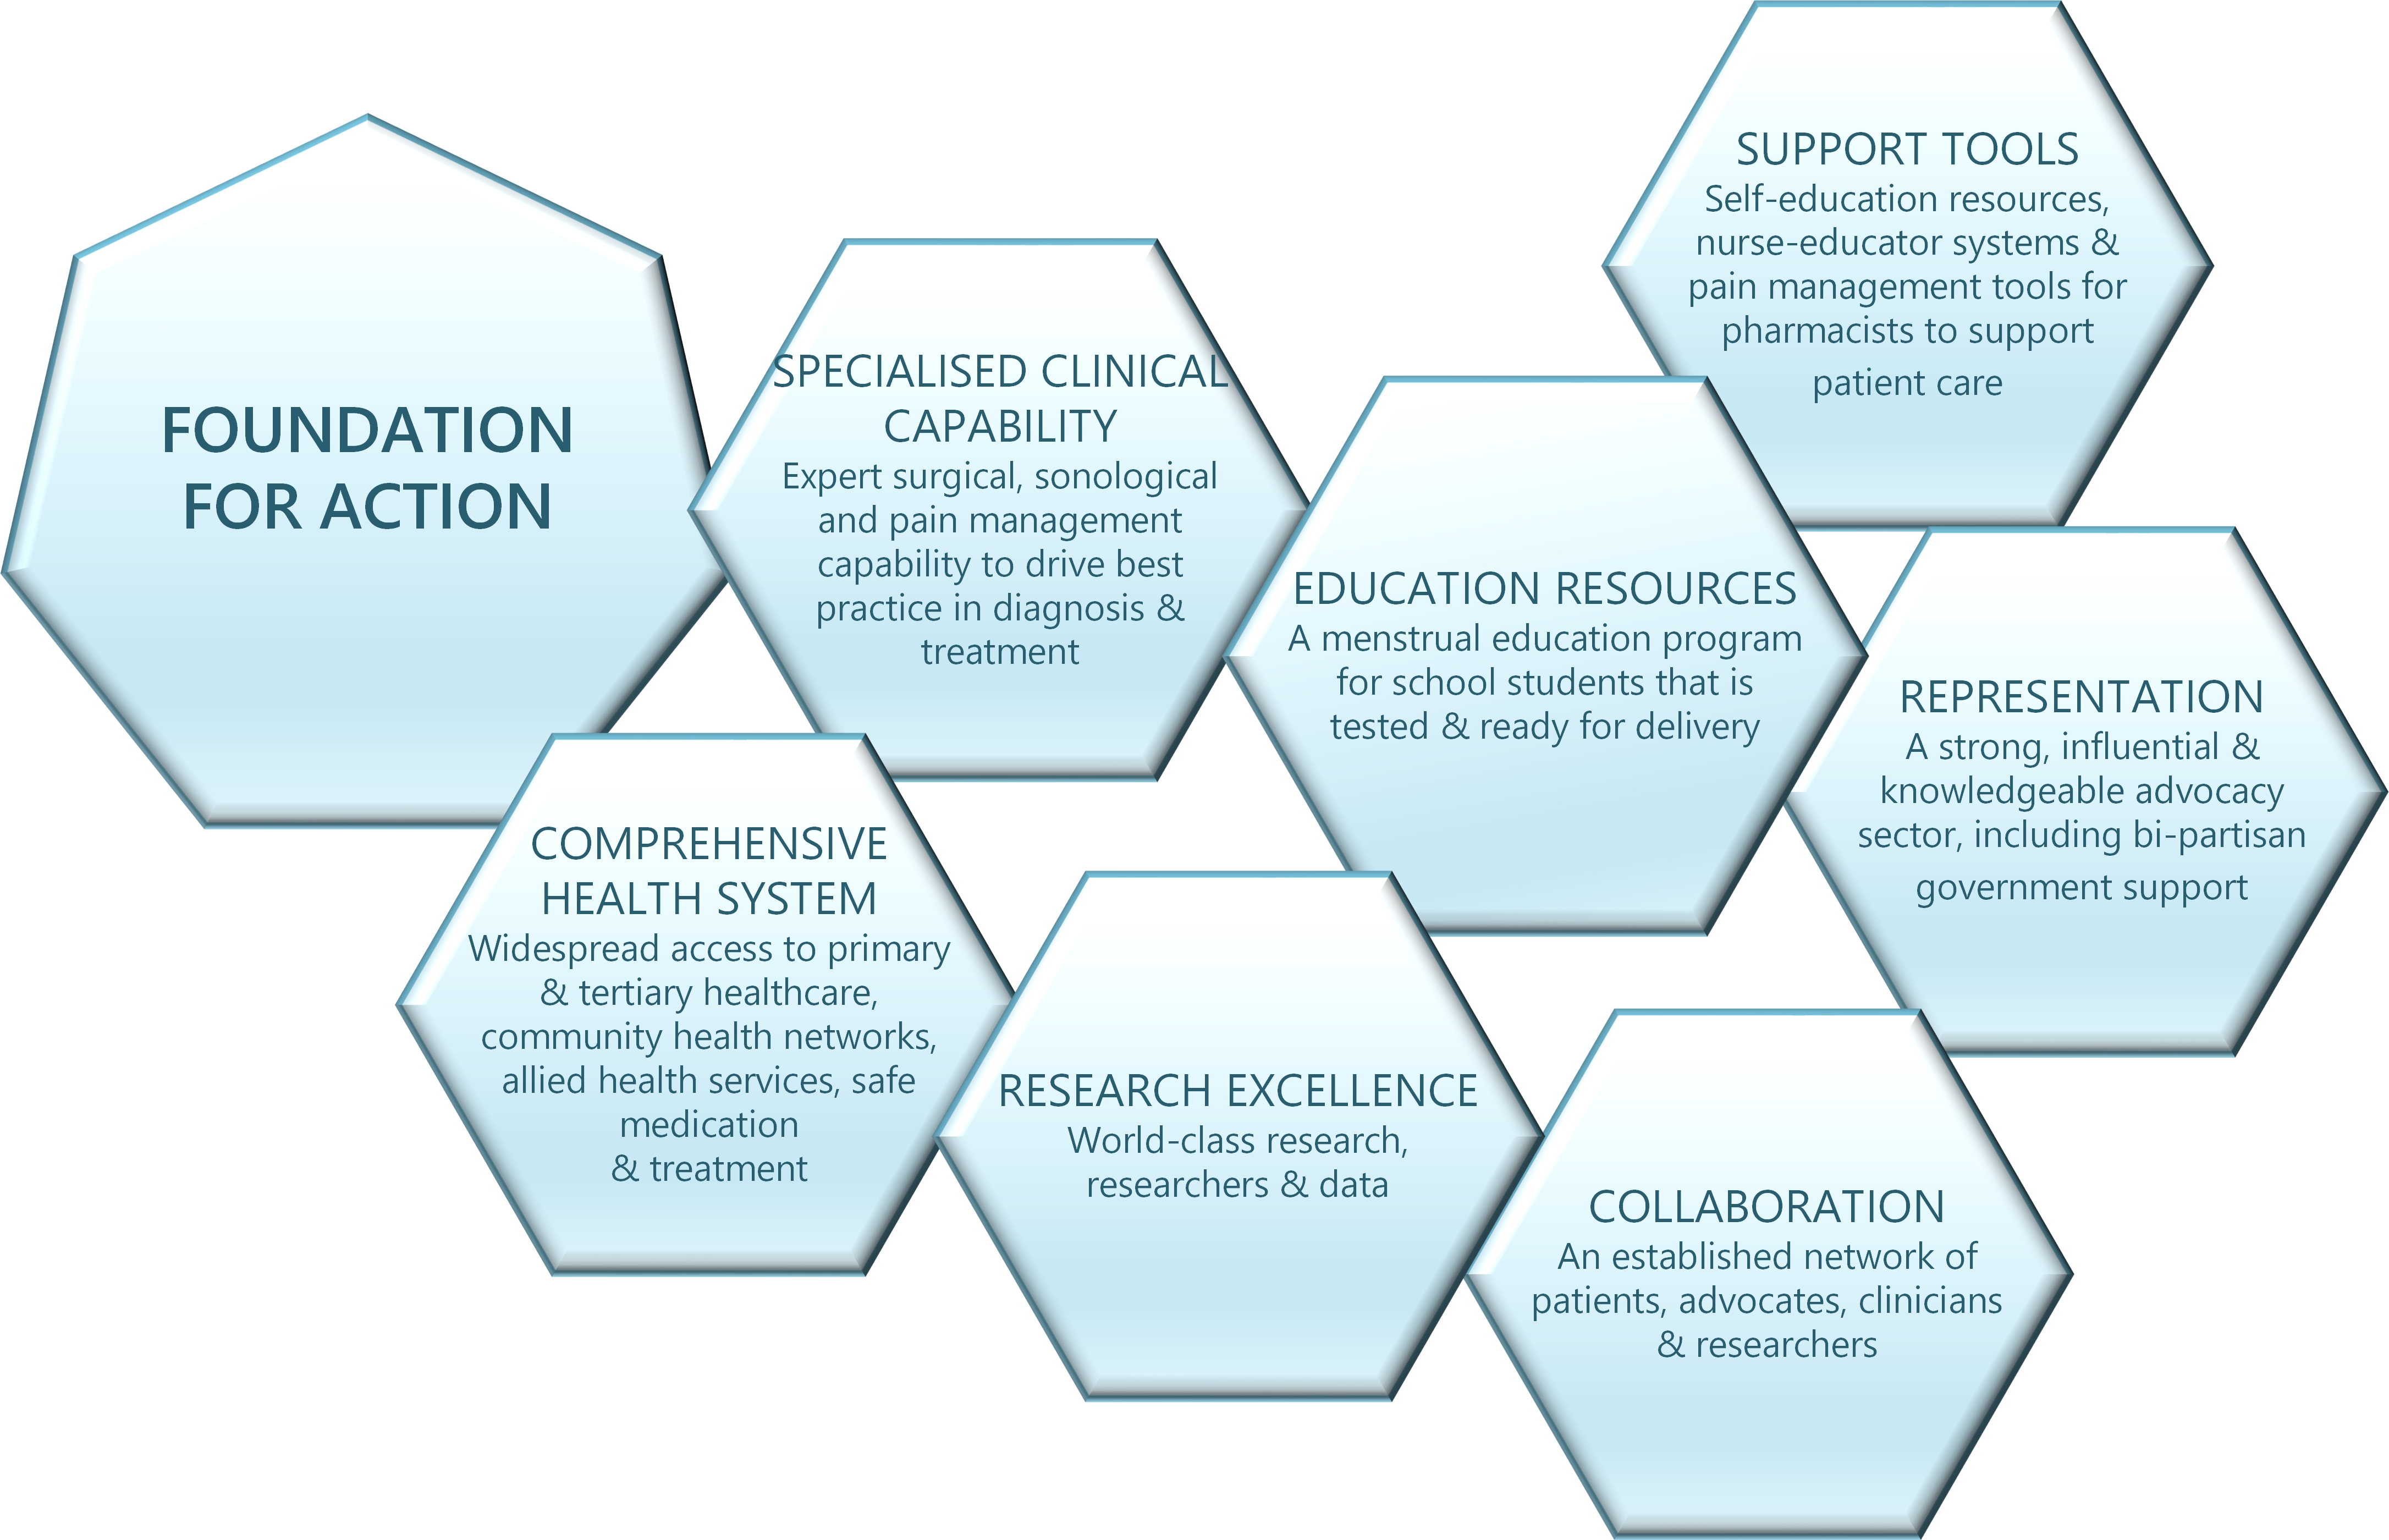 FOUNDATION
FOR ACTION
SPECIALISED CLINICAL
CAPABILITY
Expert surgical, sonological
and pain management
capability to drive best
practice in diagnosis &
treatment
SUPPORT TOOLS
Self-education resources,
nurse-educator systems &
pain management tools for
pharmacists to support
patient care
EDUCATION RESOURCES
A menstrual education program
for school students that is
tested & ready for delivery
REPRESENTATION
A strong, influential &
knowledgeable advocacy
sector, including bi-partisan
government support
COMPREHENSIVE
HEALTH SYSTEM
Widespread access to primary
& tertiary healthcare,
community health networks,
allied health services, safe
medication
& treatment
RESEARCH EXCELLENCE
World-class research,
researchers & data
COLLABORATION
An established network of
patients, advocates, clinicians
& researchers